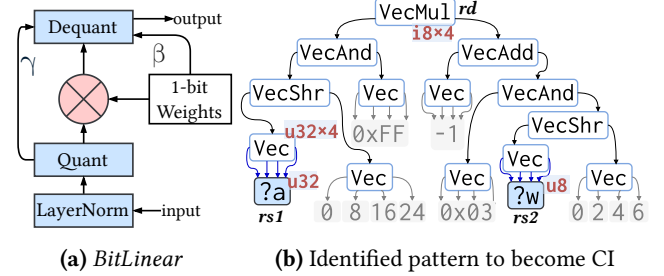 Dequant
output
γ
β
1-bit
Weights
Quant
LayerNorm
input
(a) BitLinear
VecMul rd
i8×4
VecAnd
VecAdd
VecShr
Vec
Vec
VecAnd
0xFF
-1
VecShr
u32×4
Vec
Vec
?a
u32
rs1
Vec
0 8 16 24
Vec
0x03
?w
u8
rs2
Vec
0 2 4 6
(b) Identified pattern to become CI